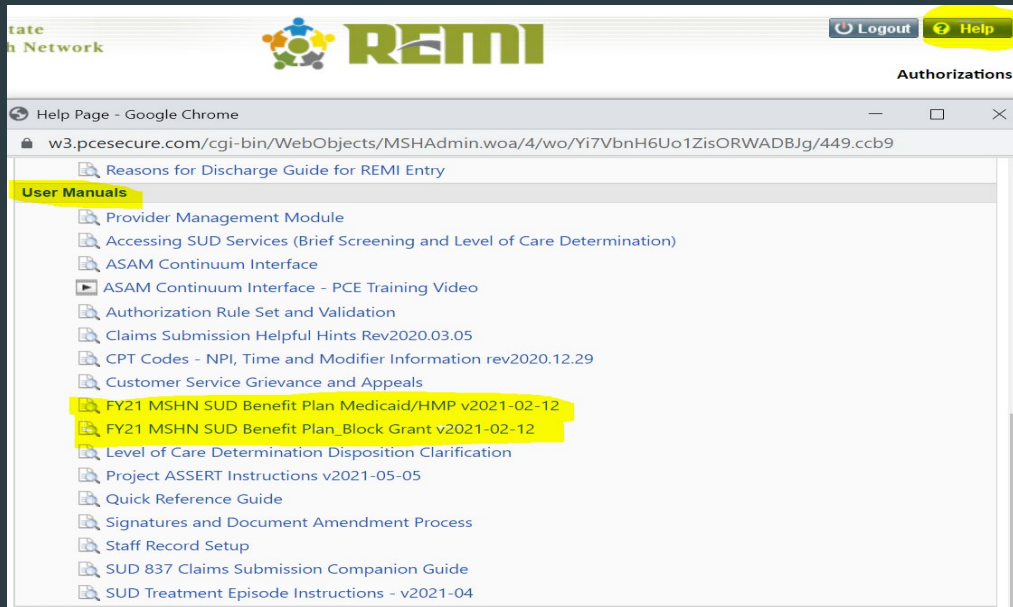 tate
h Network
REMI
Logout
Help
Authorizations
Help Page - Google Chrome
w3.pcesecure.com/cgi-bin/WebObjects/MSHAdmin.woa/4/wo/Yi7VbnH6Uo1ZisORWADBJg/449.ccb9
Reasons for Discharge Guide for REMI Entry
User Manuals
Provider Management Module
Accessing SUD Services (Brief Screening and Level of Care Determination)
ASAM Continuum Interface
ASAM Continuum Interface - PCE Training Video
Authorization Rule Set and Validation
Claims Submission Helpful Hints Rev2020.03.05
CPT Codes - NPI, Time and Modifier Information rev2020.12.29
Customer Service Grievance and Appeals
FY21 MSHN SUD Benefit Plan Medicaid/HMP v2021-02-12
FY21 MSHN SUD Benefit Plan_Block Grant v2021-02-12
Level of Care Determination Disposition Clarification
Project ASSERT Instructions v2021-05-05
Quick Reference Guide
Signatures and Document Amendment Process
Staff Record Setup
SUD 837 Claims Submission Companion Guide
SUD Treatment Episode Instructions - v2021-04